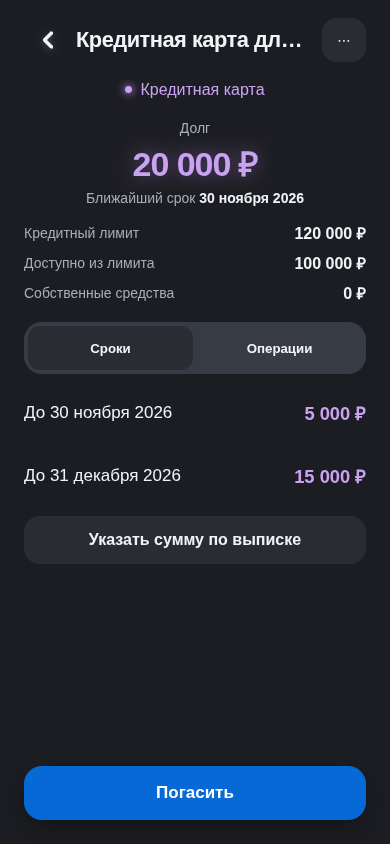 Кредитная карта дл...
...
Кредитная карта
Долг
20 000 ₽
Ближайший срок 30 ноября 2026
Кредитный лимит 120 000 ₽
Доступно из лимита 100 000 ₽
Собственные средства 0 ₽
Сроки Операции
До 30 ноября 2026 5 000 ₽
До 31 декабря 2026 15 000 ₽
Указать сумму по выписке
Погасить